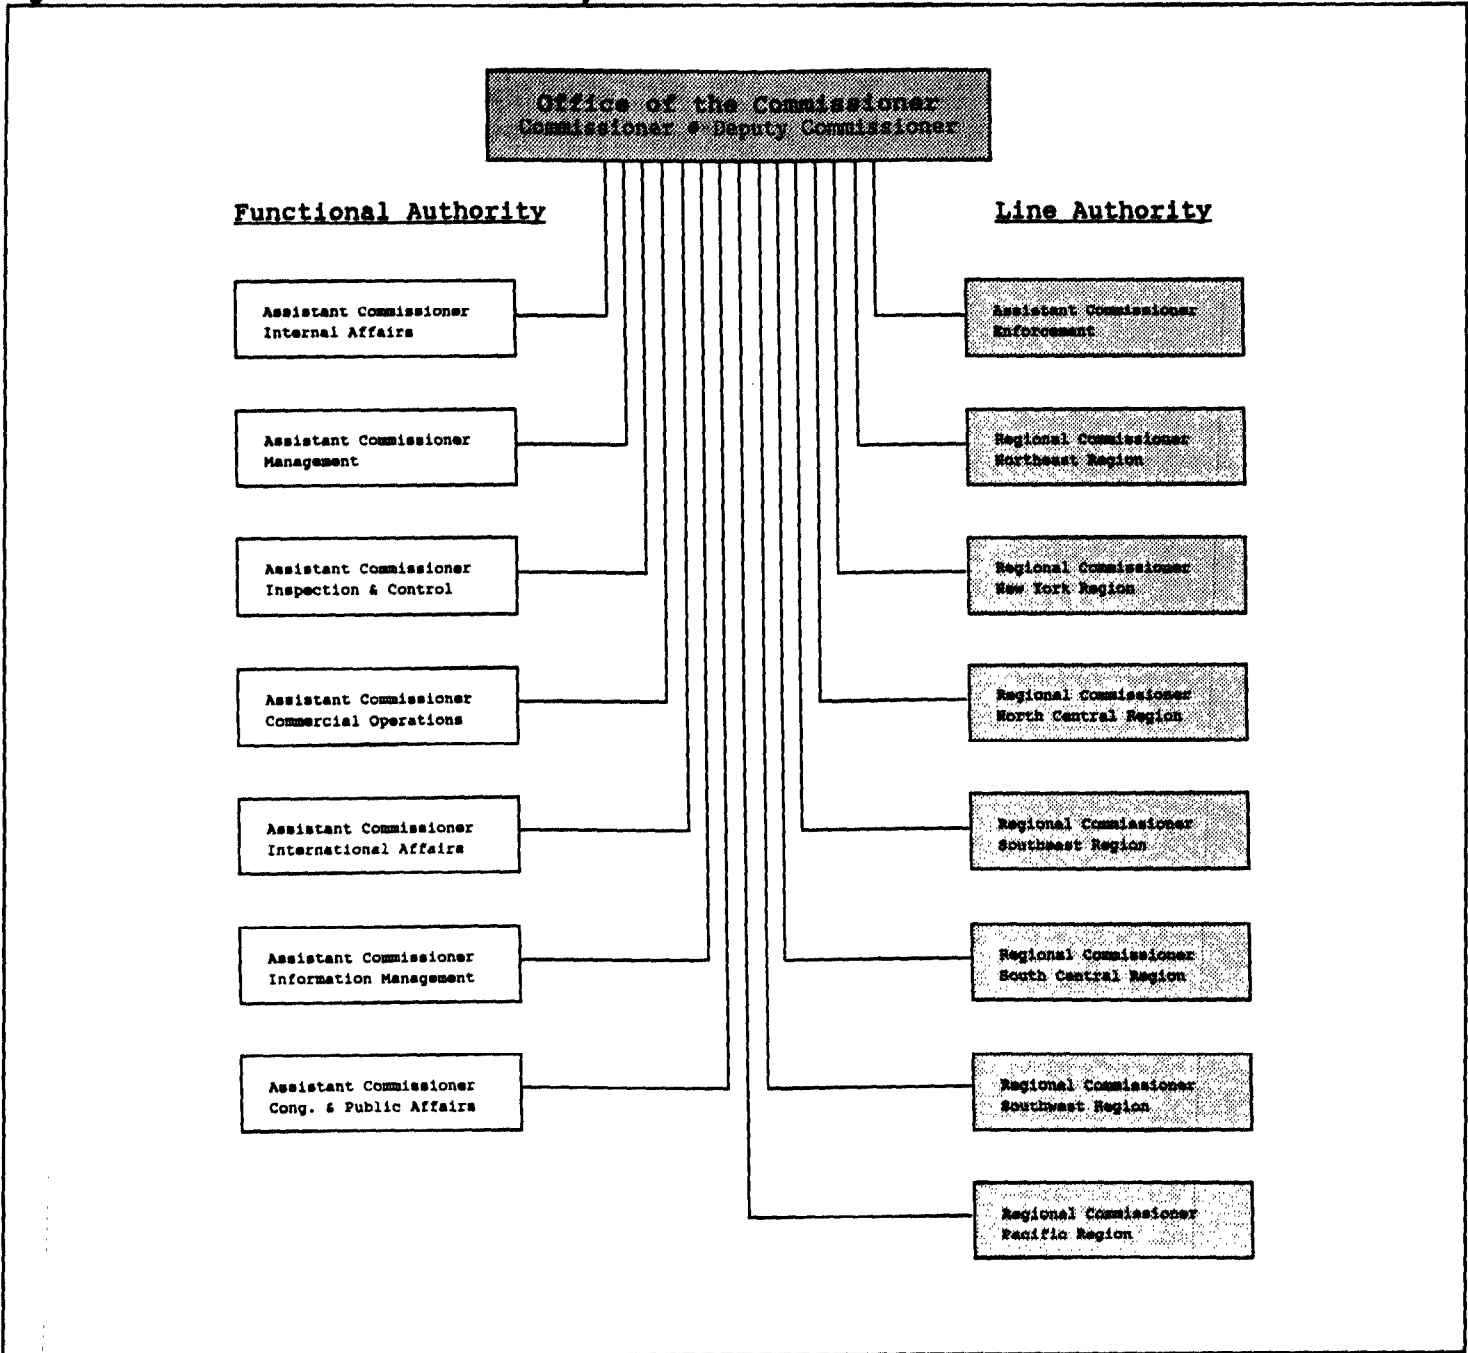 Office of the Commissioner
Commissioner • Deputy Commissioner
Functional Authority
Line Authority
Assistant Commissioner
Internal Affairs
Assistant Commissioner
Management
Assistant Commissioner
Inspection & Control
Assistant Commissioner
Commercial Operations
Assistant Commissioner
International Affairs
Assistant Commissioner
Information Management
Assistant Commissioner
Cong. & Public Affairs
Assistant Commissioner
Enforcement
Regional Commissioner
Northeast Region
Regional Commissioner
New York Region
Regional Commissioner
North Central Region
Regional Commissioner
Southeast Region
Regional Commissioner
South Central Region
Regional Commissioner
Southwest Region
Regional Commissioner
Pacific Region